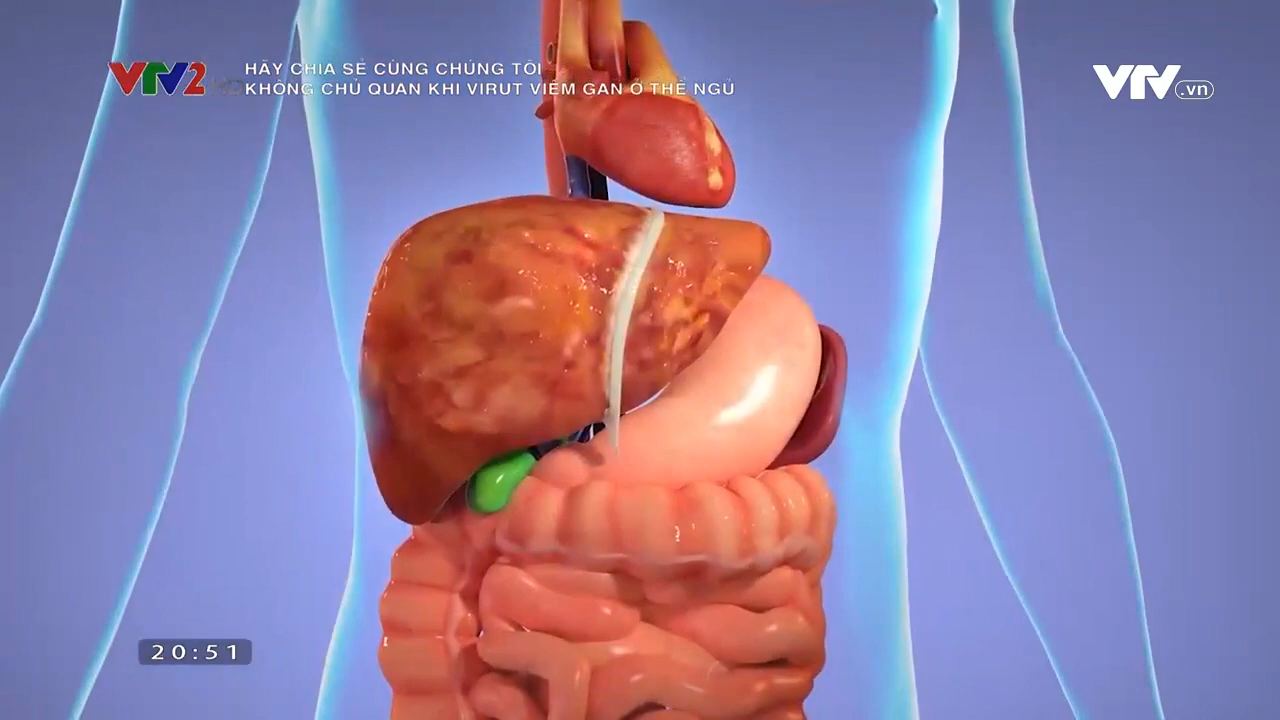 VTV2
HÃY CHIA SẺ CÙNG CHÚNG TÔI
HD KHÔNG CHỦ QUAN KHI VIRUT VIÊM GAN Ở THỂ NGỦ
VTV.vn
20:51